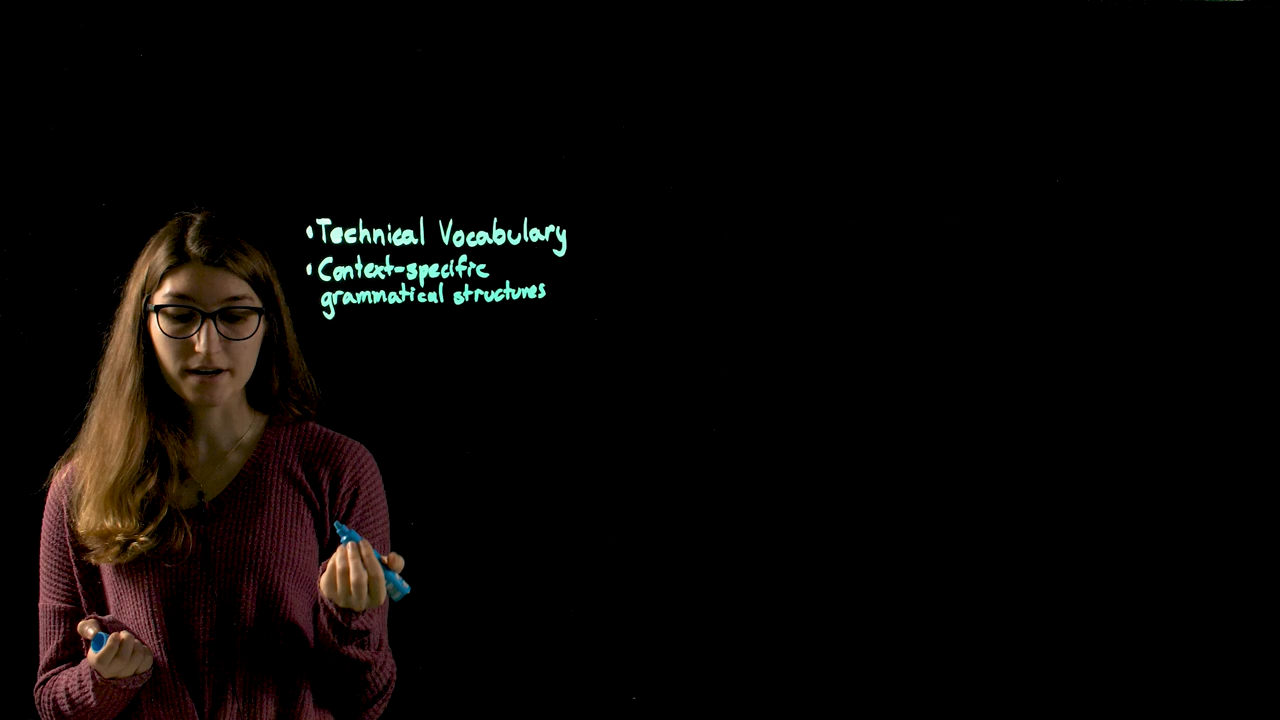 • Technical Vocabulary
• Context-specific
grammatical structures